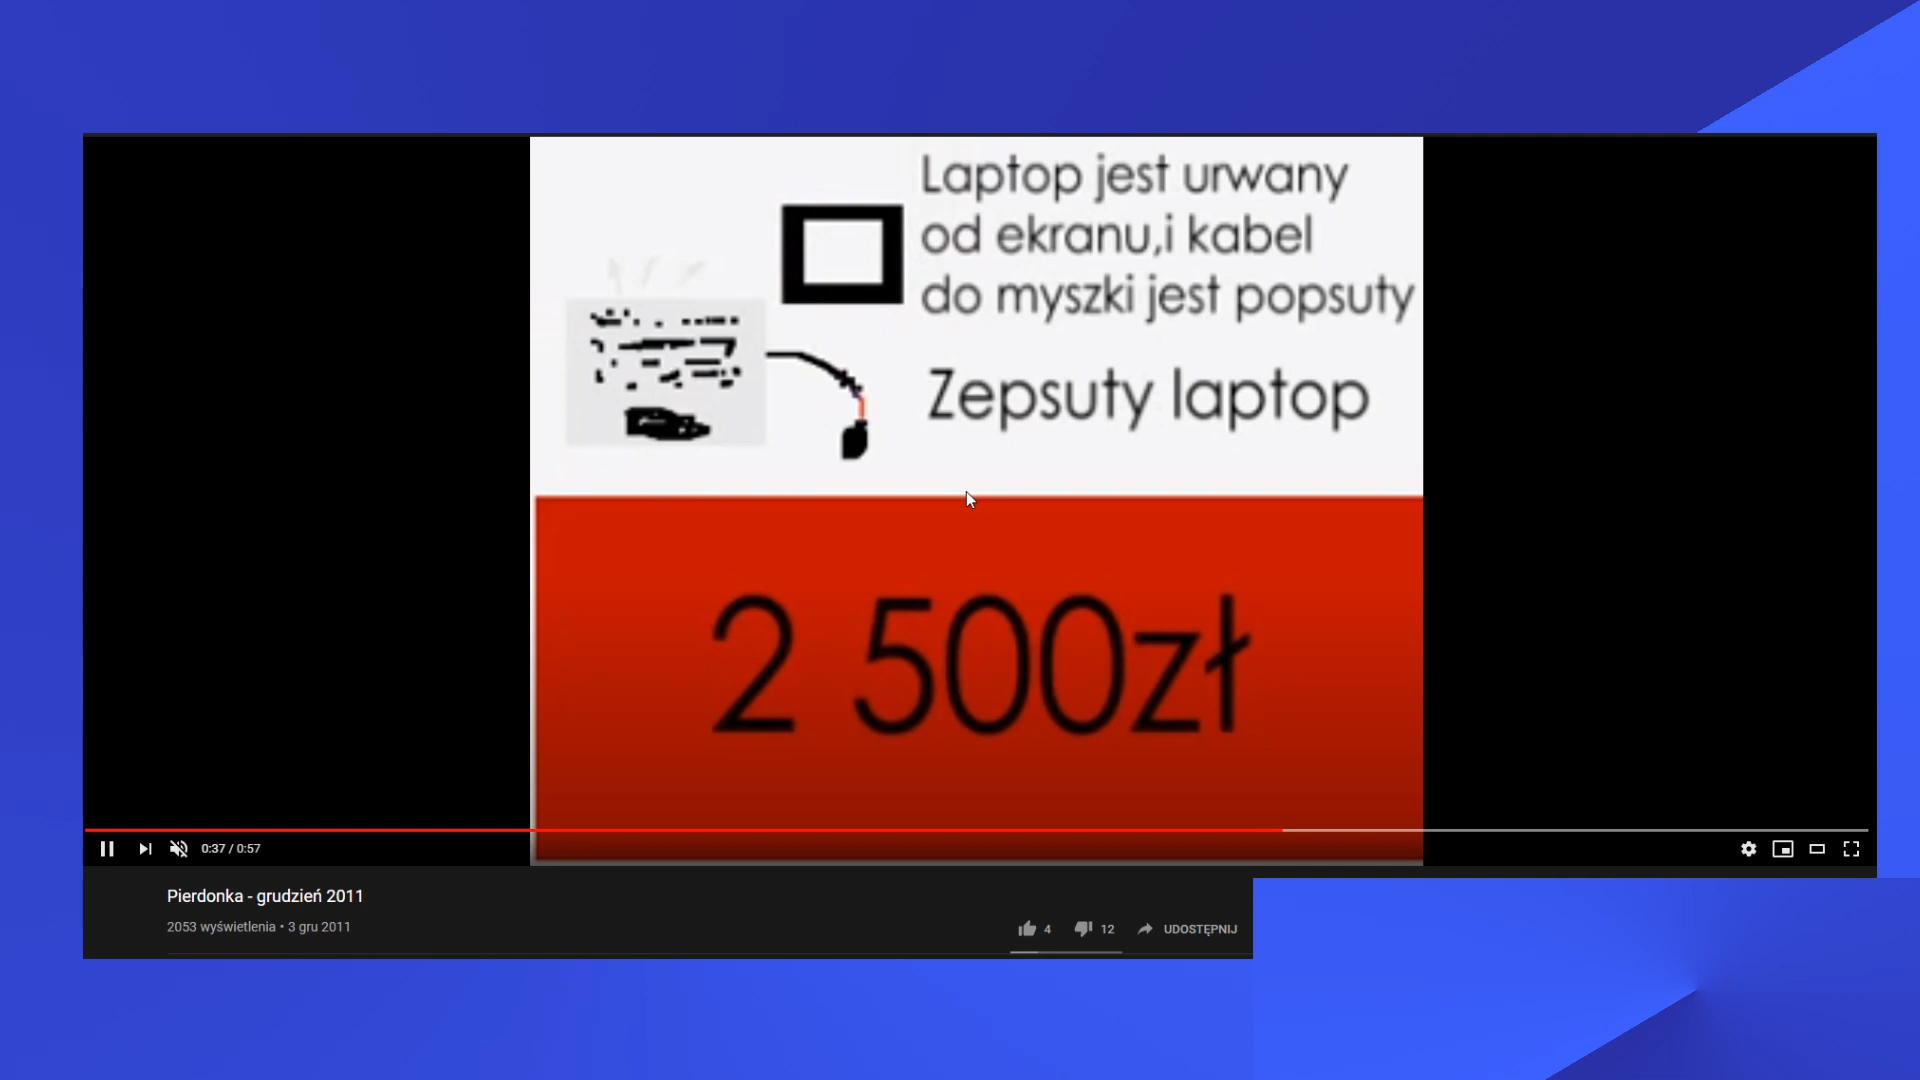 Laptop jest urwany
od ekranu,i kabel
do myszki jest popsuty
Zepsuty laptop
2 500zł
0:37 / 0:57
Pierdonka - grudzień 2011
2053 wyświetlenia • 3 gru 2011
4 12 UDOSTĘPNIJ